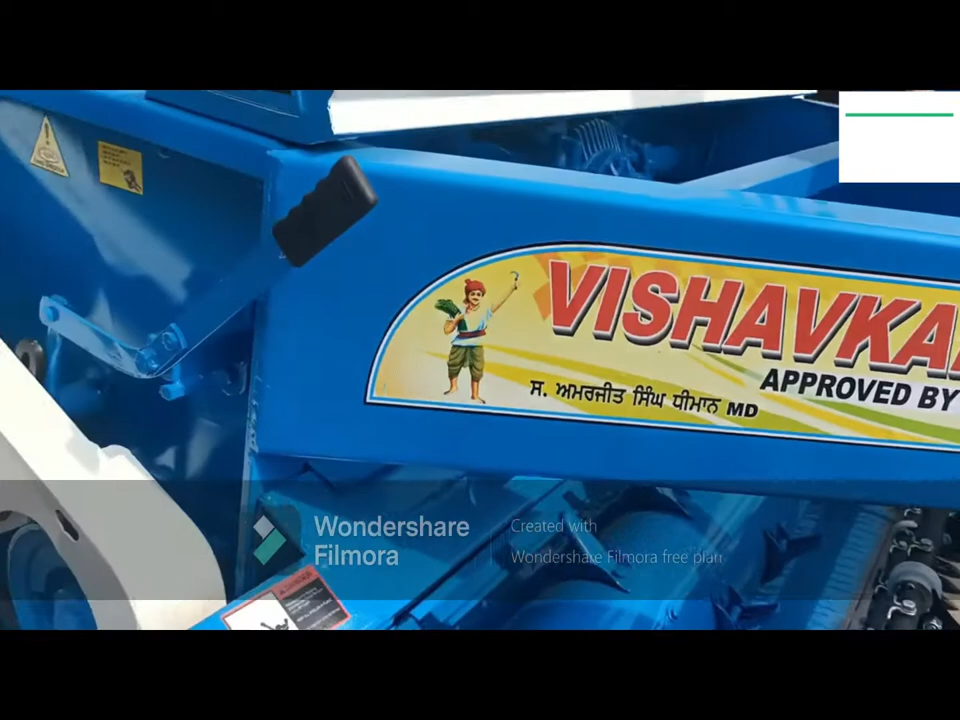 VISHAVKA
APPROVED BY
ਸ. ਅਮਰਜੀਤ ਸਿੰਘ ਧੀਮਾਨ MD
Wondershare
Filmora
Created with
Wondershare Filmora free plan